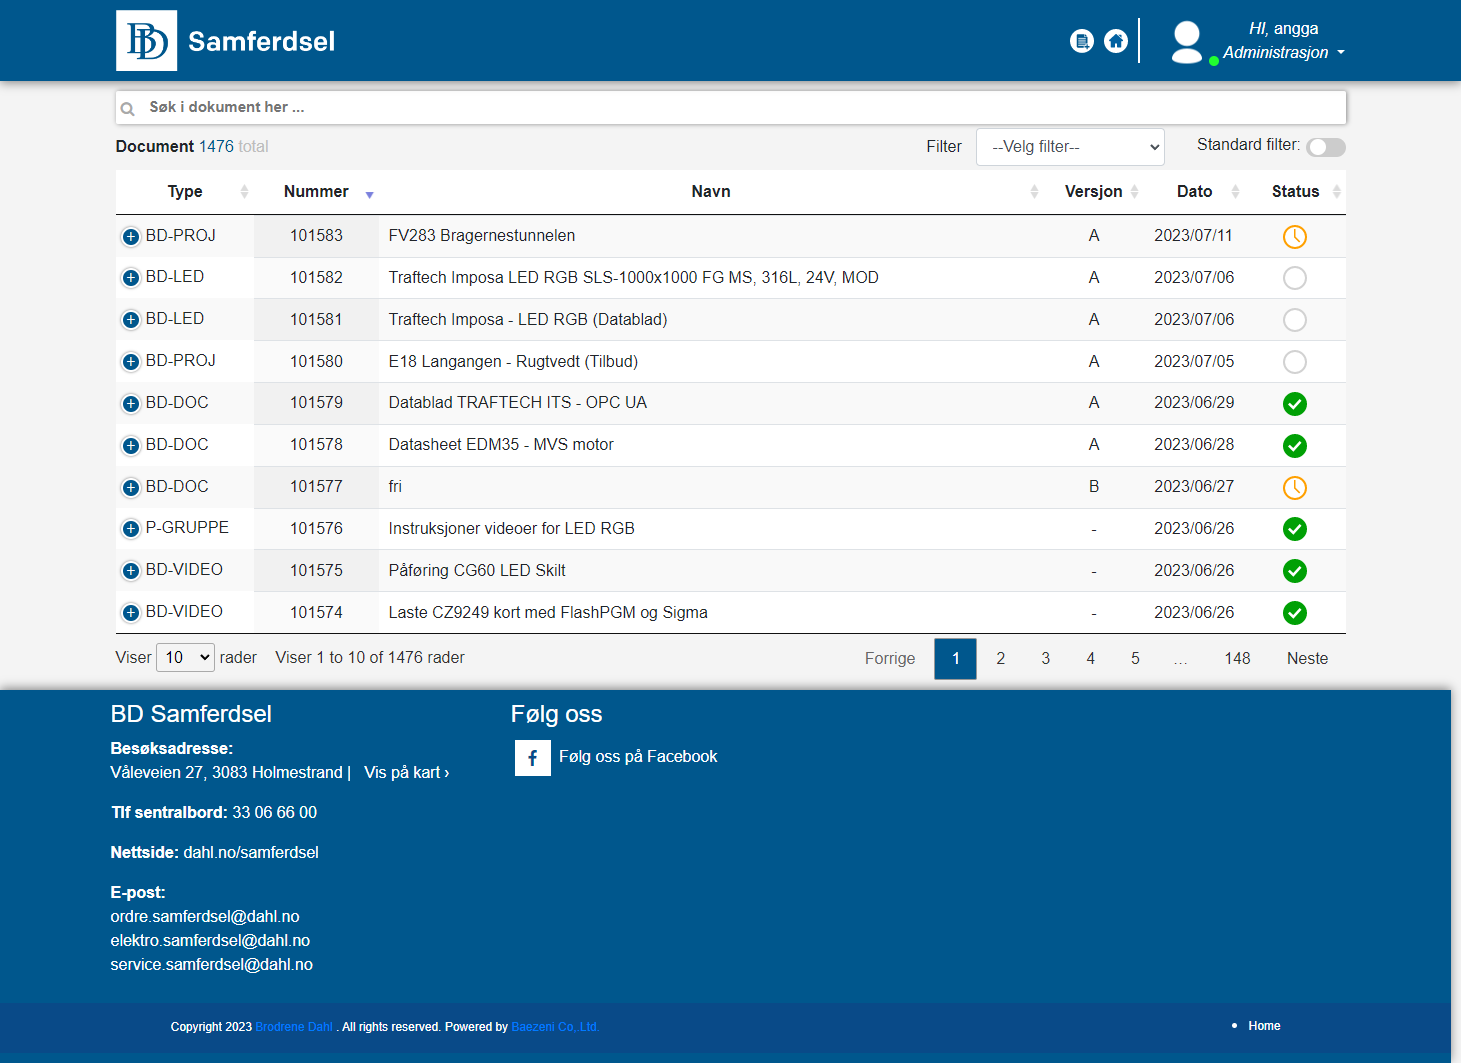 BD Samferdsel
HI, angga
Administrasjon
Søk i dokument her ...
Document 1476 total
Filter --Velg filter-- Standard filter:
Type Nummer Navn Versjon Dato Status
BD-PROJ 101583 FV283 Bragernestunnelen A 2023/07/11
BD-LED 101582 Traftech Imposa LED RGB SLS-1000x1000 FG MS, 316L, 24V, MOD A 2023/07/06
BD-LED 101581 Traftech Imposa - LED RGB (Datablad) A 2023/07/06
BD-PROJ 101580 E18 Langangen - Rugtvedt (Tilbud) A 2023/07/05
BD-DOC 101579 Datablad TRAFTECH ITS - OPC UA A 2023/06/29
BD-DOC 101578 Datasheet EDM35 - MVS motor A 2023/06/28
BD-DOC 101577 fri B 2023/06/27
P-GRUPPE 101576 Instruksjoner videoer for LED RGB - 2023/06/26
BD-VIDEO 101575 Påføring CG60 LED Skilt - 2023/06/26
BD-VIDEO 101574 Laste CZ9249 kort med FlashPGM og Sigma - 2023/06/26
Viser 10 rader Viser 1 to 10 of 1476 rader Forrige 1 2 3 4 5 … 148 Neste
BD Samferdsel
Besøksadresse:
Våleveien 27, 3083 Holmestrand | Vis på kart ›
Tlf sentralbord: 33 06 66 00
Nettside: dahl.no/samferdsel
E-post:
ordre.samferdsel@dahl.no
elektro.samferdsel@dahl.no
service.samferdsel@dahl.no
Følg oss
Følg oss på Facebook
Copyright 2023 Brodrene Dahl . All rights reserved. Powered by Baezeni Co,.Ltd.
• Home